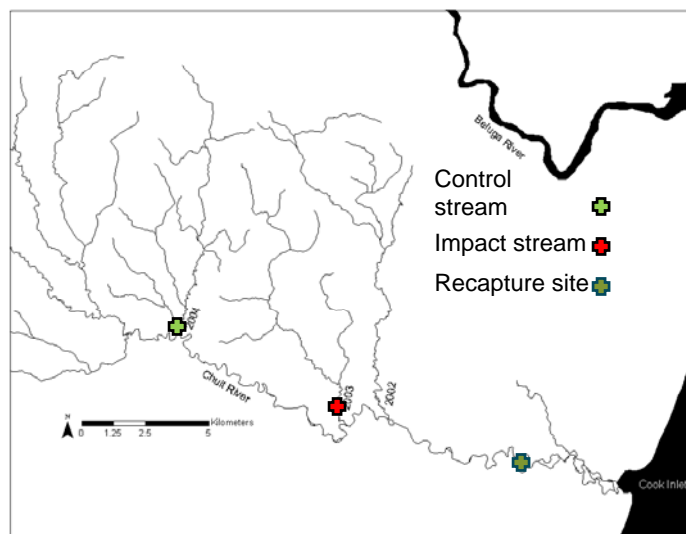 Beluga River
Control
stream
Impact stream
Recapture site
2004
Chuit River
2003
2002
N
0 1.25 2.5 5 Kilometers
Cook Inlet